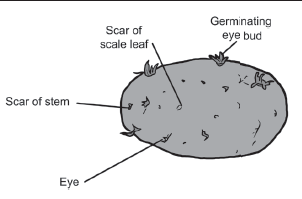 Germinating
eye bud
Scar of
scale leaf
Scar of stem
Eye